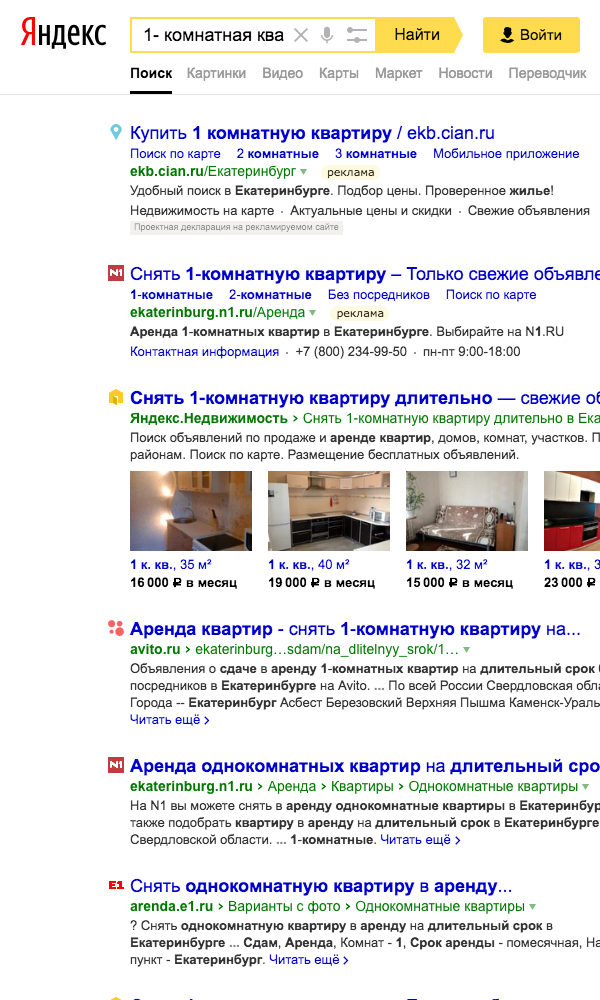 Яндекс
1- комнатная ква
Найти
Войти
Поиск Картинки Видео Карты Маркет Новости Переводчик
Купить 1 комнатную квартиру / ekb.cian.ru
Поиск по карте 2 комнатные 3 комнатные Мобильное приложение
ekb.cian.ru/Екатеринбург реклама
Удобный поиск в Екатеринбурге. Подбор цены. Проверенное жилье!
Недвижимость на карте · Актуальные цены и скидки · Свежие объявления
Проектная декларация на рекламируемом сайте
N1 Снять 1-комнатную квартиру – Только свежие объявле
1-комнатные 2-комнатные Без посредников Поиск по карте
ekaterinburg.n1.ru/Аренда реклама
Аренда 1-комнатных квартир в Екатеринбурге. Выбирайте на N1.RU
Контактная информация · +7 (800) 234-99-50 · пн-пт 9:00-18:00
Снять 1-комнатную квартиру длительно — свежие об
Яндекс.Недвижимость > Снять 1-комнатную квартиру длительно в Ека
Поиск объявлений по продаже и аренде квартир, домов, комнат, участков. П
районам. Поиск по карте. Размещение бесплатных объявлений.
1 к. кв., 35 м² 1 к. кв., 40 м² 1 к. кв., 32 м² 1 к. кв., 3
16 000 ₽ в месяц 19 000 ₽ в месяц 15 000 ₽ в месяц 23 000 ₽
Аренда квартир - снять 1-комнатную квартиру на...
avito.ru > ekaterinburg…sdam/na_dlitelnyy_srok/1…
Объявления о сдаче в аренду 1-комнатных квартир на длительный срок
посредников в Екатеринбурге на Avito. ... По всей России Свердловская обла
Города -- Екатеринбург Асбест Березовский Верхняя Пышма Каменск-Ураль
Читать ещё >
N1 Аренда однокомнатных квартир на длительный сро
ekaterinburg.n1.ru > Аренда > Квартиры > Однокомнатные квартиры
На N1 вы можете снять в аренду однокомнатные квартиры в Екатеринбур
также подобрать квартиру в аренду на длительный срок в Екатеринбурге
Свердловской области. ... 1-комнатные. Читать ещё >
E1 Снять однокомнатную квартиру в аренду...
arenda.e1.ru > Варианты с фото > Однокомнатные квартиры
? Снять однокомнатную квартиру в аренду на длительный срок в
Екатеринбурге ... Сдам, Аренда, Комнат - 1, Срок аренды - помесячная, На
пункт - Екатеринбург. Читать ещё >